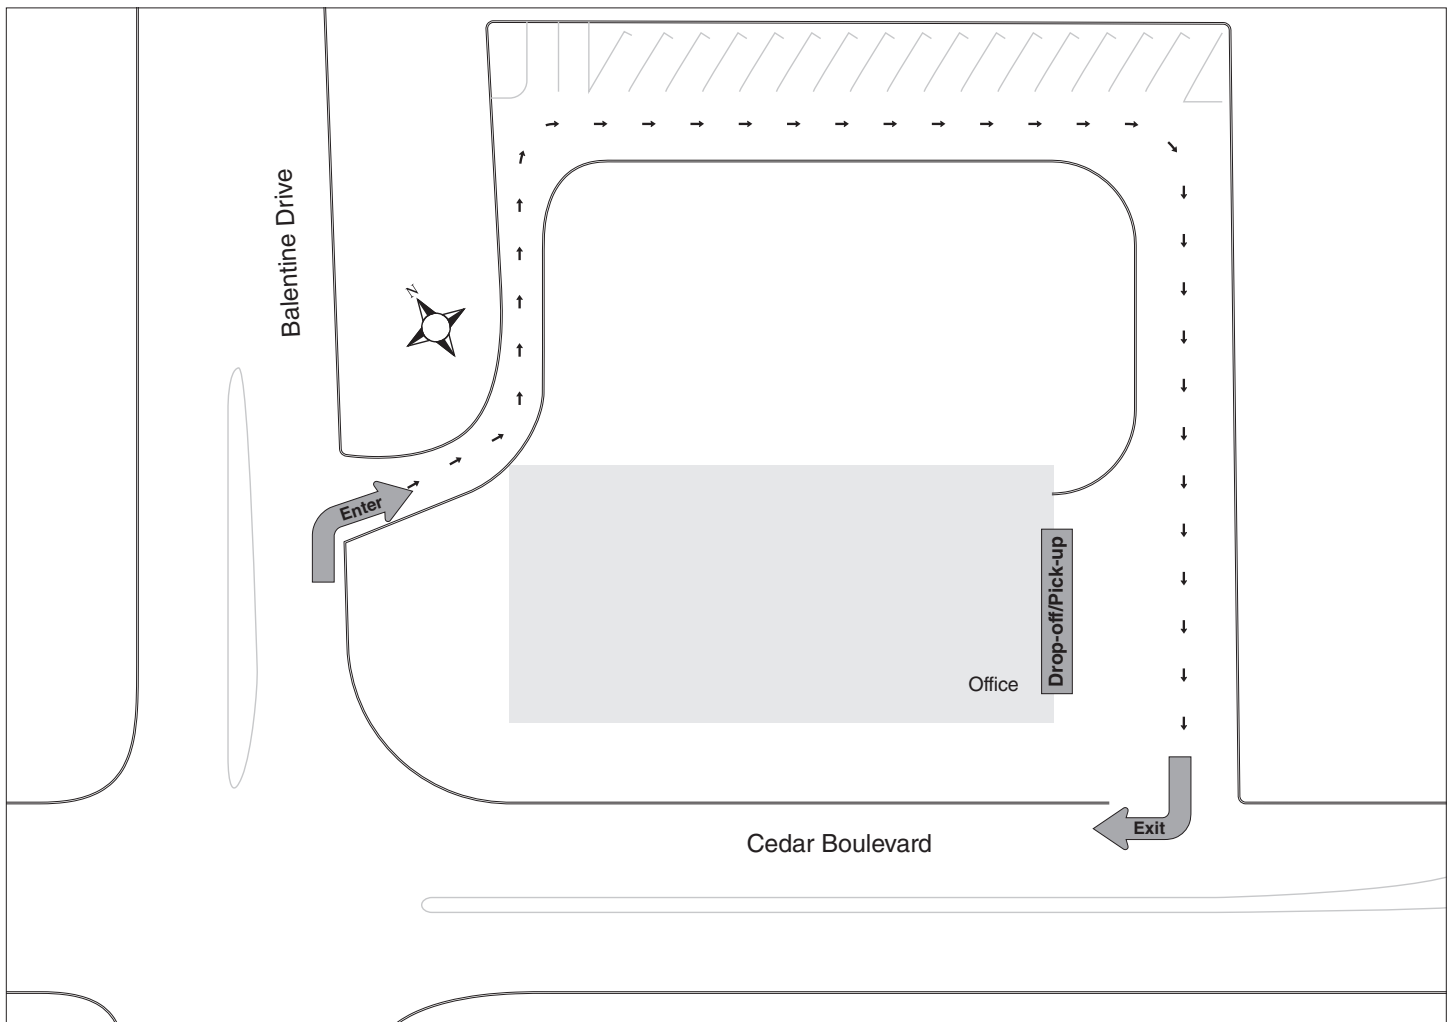 Balentine Drive
N
Enter
Drop-off/Pick-up
Office
Exit
Cedar Boulevard